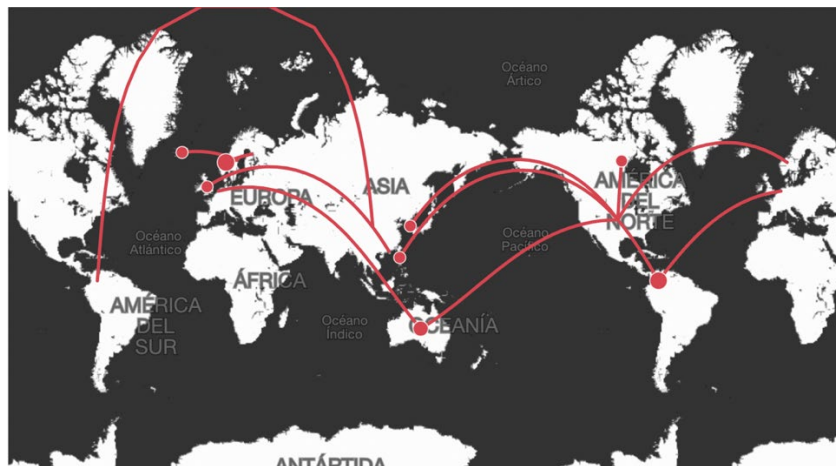 Océano
Ártico
ASIA
EUROPA
AMÉRICA
DEL
NORTE
Océano
Atlántico
Océano
Pacífico
ÁFRICA
AMÉRICA
DEL
SUR
Océano
Índico
OCEANÍA
ANTÁRTIDA